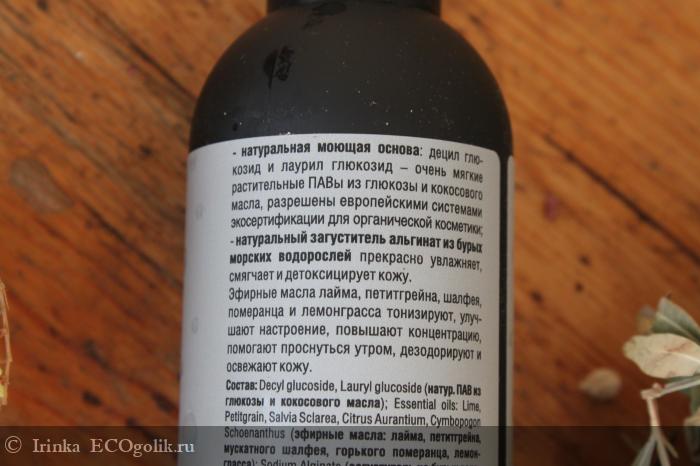 - натуральная моющая основа: децил глю-
козид и лаурил глюкозид – очень мягкие
растительные ПАВы из глюкозы и кокосового
масла, разрешены европейскими системами
экосертификации для органической косметики;
- натуральный загуститель альгинат из бурых
морских водорослей прекрасно увлажняет,
смягчает и детоксицирует кожу.
Эфирные масла лайма, петитгрейна, шалфея,
померанца и лемонграсса тонизируют, улуч-
шают настроение, повышают концентрацию,
помогают проснуться утром, дезодорируют и
освежают кожу.
Состав: Decyl glucoside, Lauryl glucoside (натур. ПАВ из
глюкозы и кокосового масла); Essential oils: Lime,
Petitgrain, Salvia Sclarea, Citrus Aurantium, Cymbopogon
Schoenanthus (эфирные масла: лайма, петитгрейна,
мускатного шалфея, горького померанца, лемон-
грасса); Sodium Alginate
© Irinka ECOgolik.ru